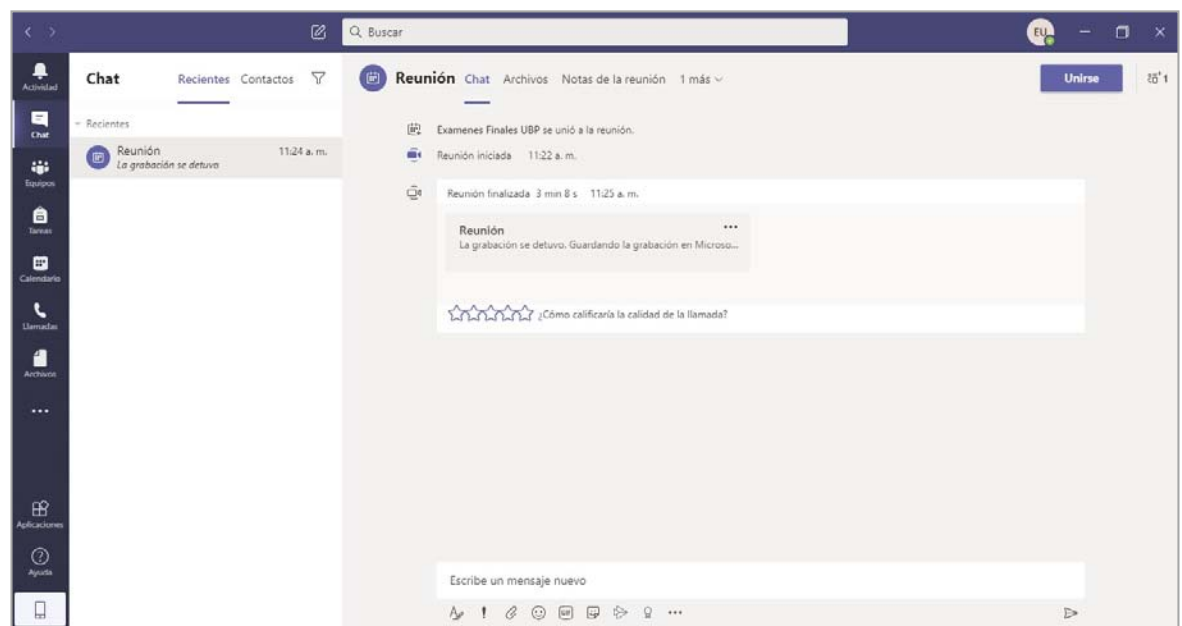 Buscar
EU
Actividad
Chat
Equipos
Tareas
Calendario
Llamadas
Archivos
Aplicaciones
Ayuda
Chat Recientes Contactos
Recientes
Reunión 11:24 a. m.
La grabación se detuvo
Reunión Chat Archivos Notas de la reunión 1 más
Unirse
1
Examenes Finales UBP se unió a la reunión.
Reunión iniciada 11:22 a. m.
Reunión finalizada 3 min 8 s 11:25 a. m.
Reunión
La grabación se detuvo. Guardando la grabación en Microso...
¿Cómo calificaría la calidad de la llamada?
Escribe un mensaje nuevo
GIF